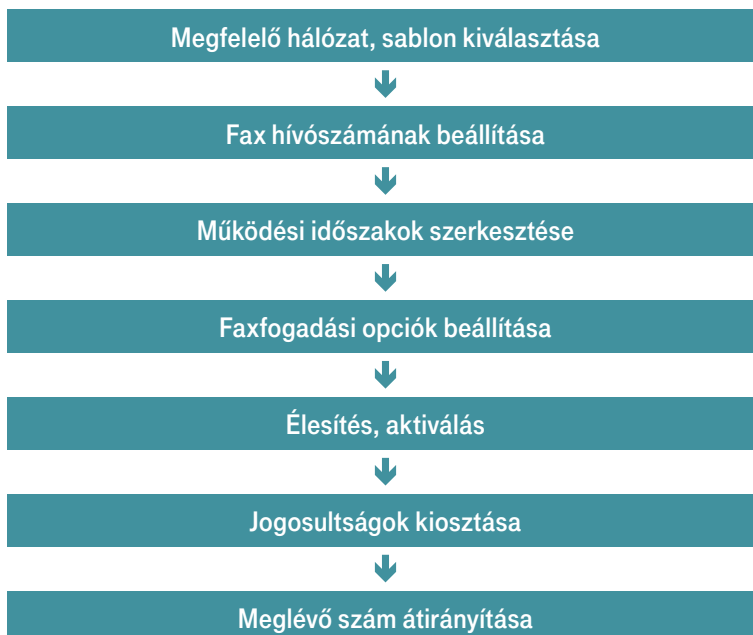 Megfelelő hálózat, sablon kiválasztása
Fax hívószámának beállítása
Működési időszakok szerkesztése
Faxfogadási opciók beállítása
Élesítés, aktiválás
Jogosultságok kiosztása
Meglévő szám átirányítása